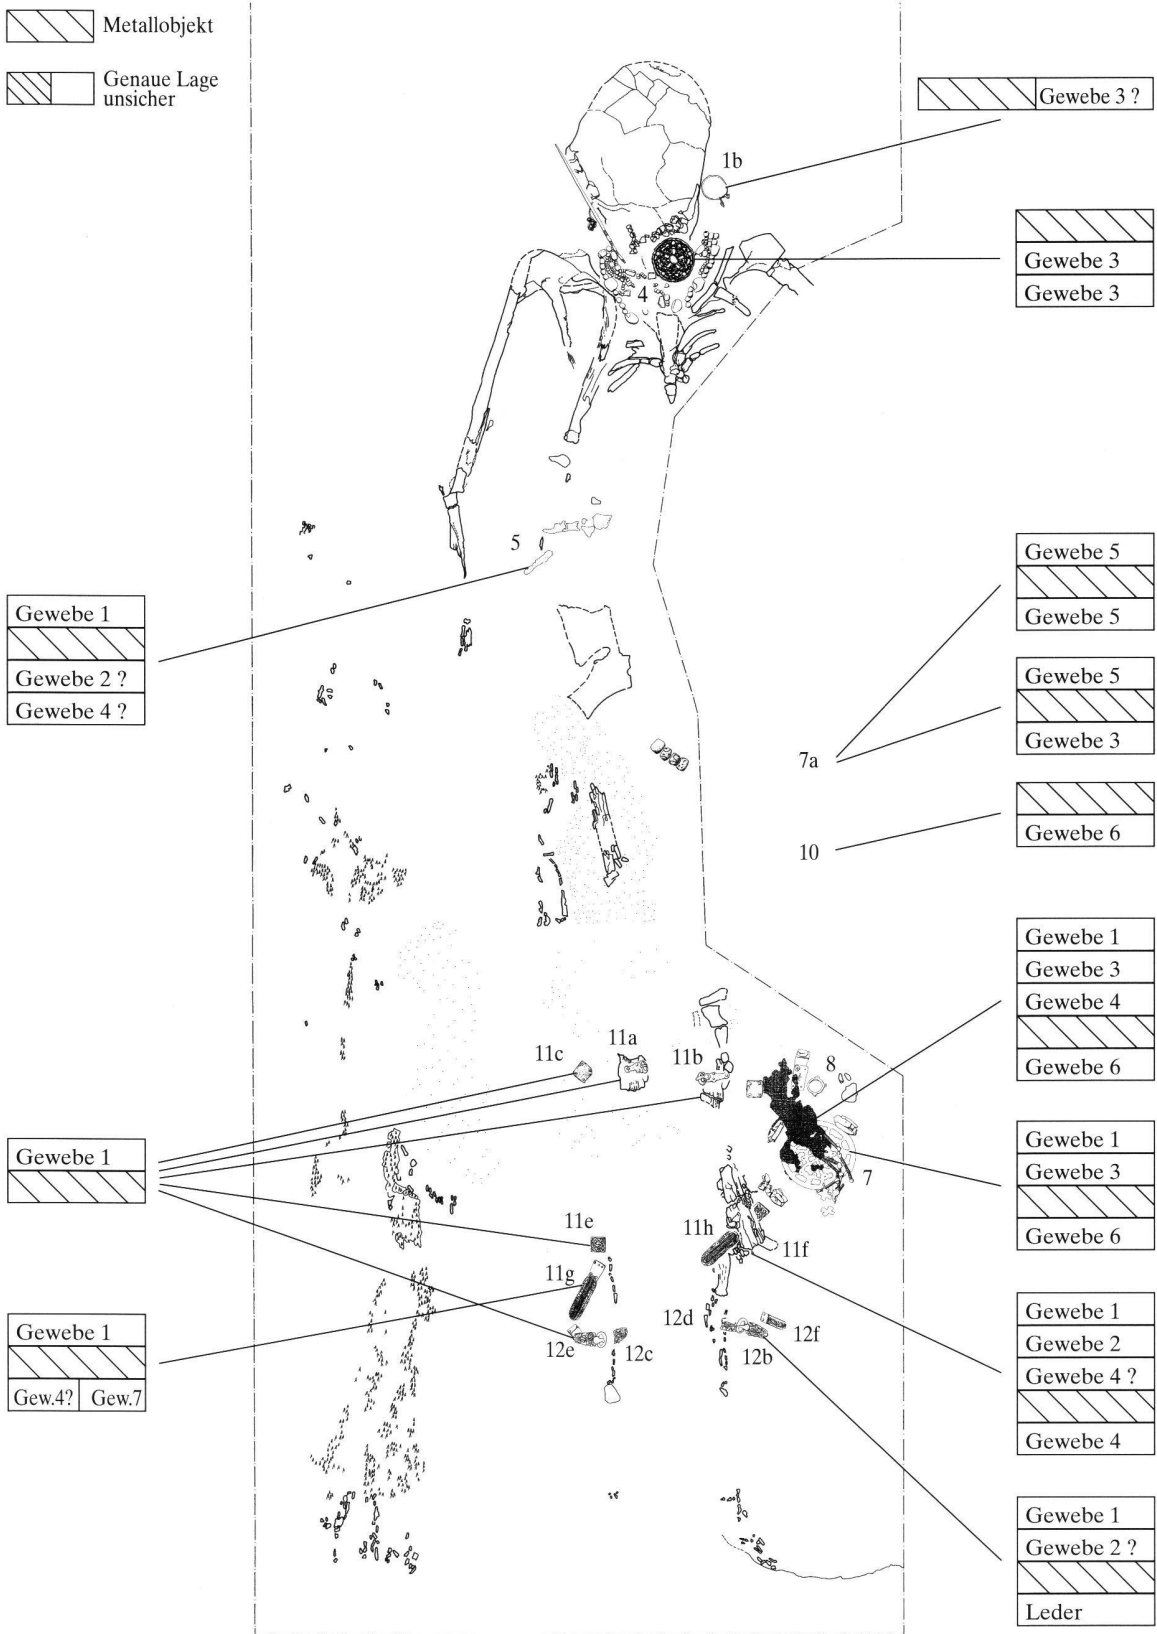 Metallobjekt
Genaue Lage
unsicher
Gewebe 3 ?
1b
Gewebe 3
Gewebe 3
4
5
Gewebe 1
Gewebe 2 ?
Gewebe 4 ?
Gewebe 5
Gewebe 5
Gewebe 5
Gewebe 3
7a
Gewebe 6
10
Gewebe 1
Gewebe 3
Gewebe 4
Gewebe 6
11c
11a
11b
8
Gewebe 1
Gewebe 1
Gewebe 3
Gewebe 6
7
11e
11h
11f
11g
12d
12f
12e
12c
12b
Gewebe 1
Gew.4?
Gew.7
Gewebe 1
Gewebe 2
Gewebe 4 ?
Gewebe 4
Gewebe 1
Gewebe 2 ?
Leder